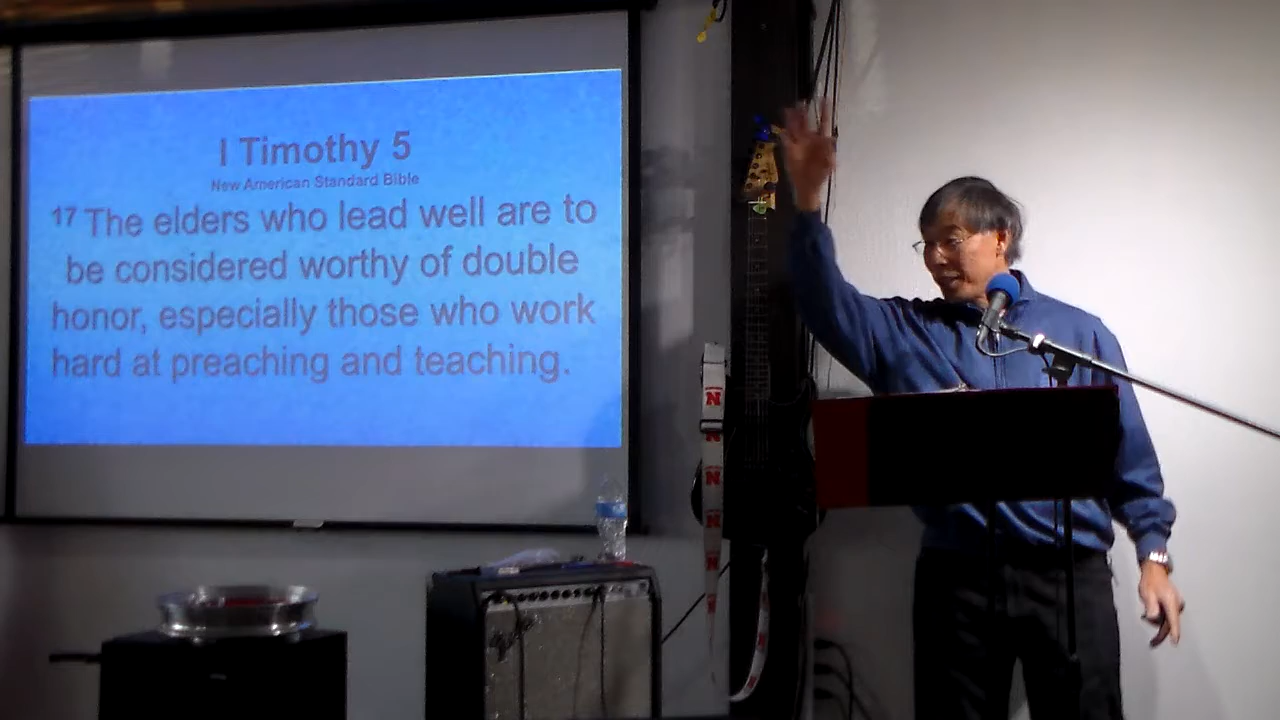 I Timothy 5
New American Standard Bible
17 The elders who lead well are to
be considered worthy of double
honor, especially those who work
hard at preaching and teaching.
N
N
N
N
N
N